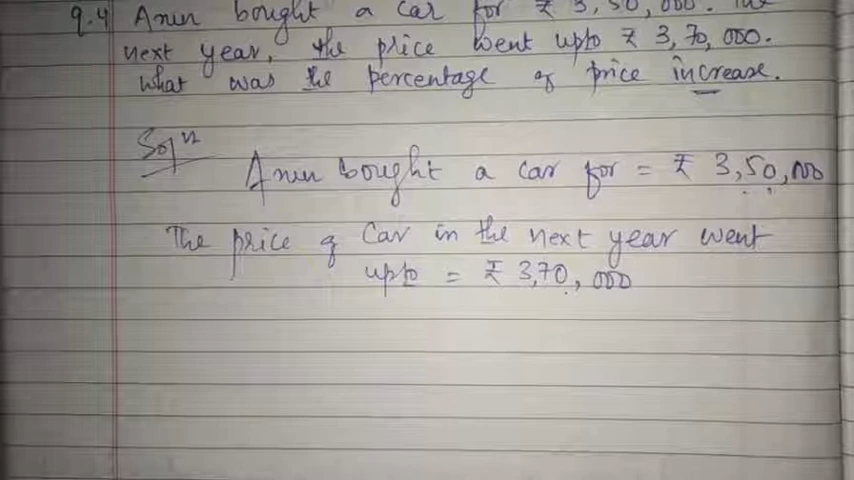 Q.4 Arun bought a car for ₹ 3,50,000. The
next year, the price went upto ₹ 3,70,000.
what was the percentage of price increase.
Solⁿ
Arun bought a car for = ₹ 3,50,000
The price of Car in the next year went
upto = ₹ 3,70,000